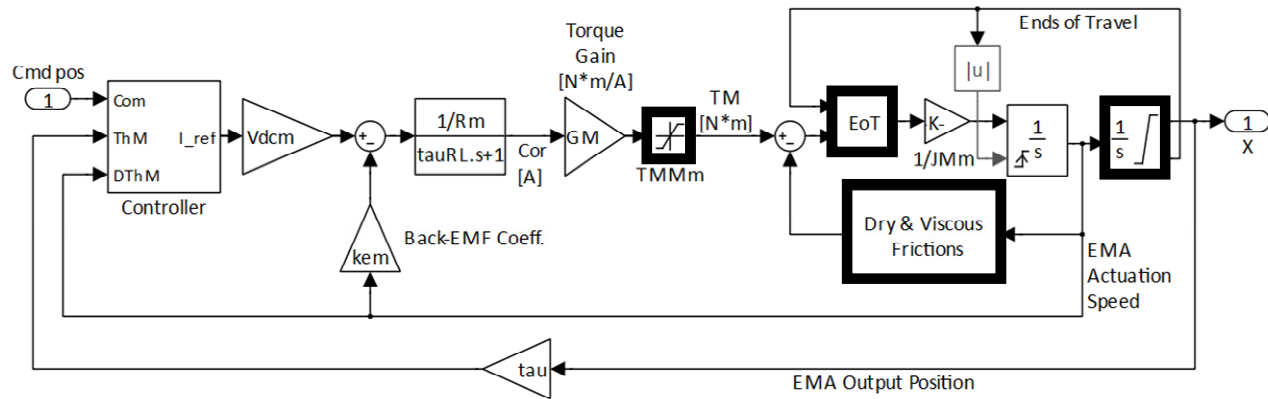 Ends of Travel
Torque
Gain
[N*m/A]
|u|
Cmd pos
1
Com
ThM
DThM
I_ref
Controller
Vdcm
+
−
1/Rm
tauRL.s+1
Cor
[A]
GM
TMMm
TM
[N*m]
+
−
EoT
K-
1/JMm
1
s
1
s
1
X
Dry & Viscous
Frictions
Back-EMF Coeff.
kem
EMA
Actuation
Speed
tau
EMA Output Position